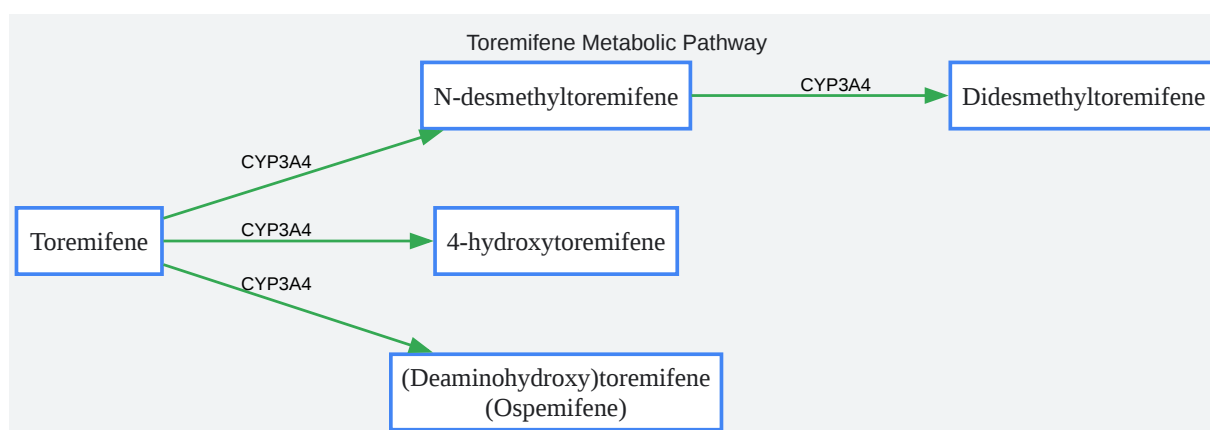 Toremifene Metabolic Pathway
N-desmethyltoremifene
CYP3A4
Didesmethyltoremifene
CYP3A4
Toremifene
CYP3A4
4-hydroxytoremifene
CYP3A4
(Deaminohydroxy)toremifene
(Ospemifene)